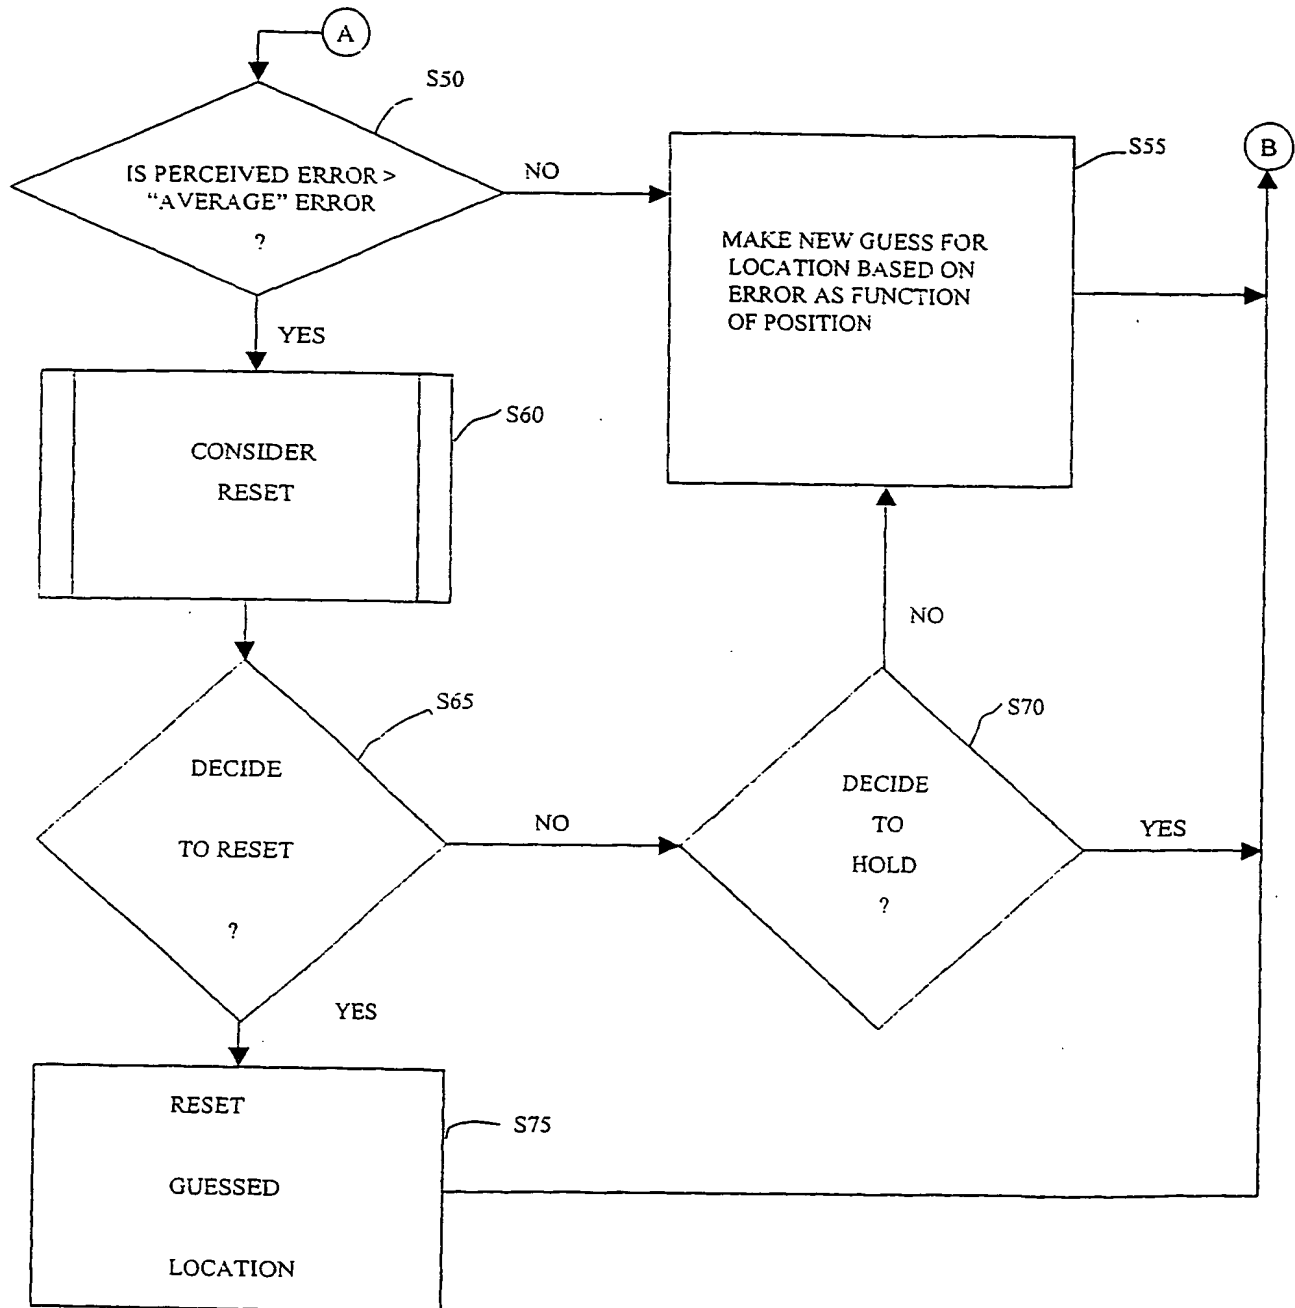 A
S50
IS PERCEIVED ERROR >
“AVERAGE” ERROR
?
NO
YES
S55
B
MAKE NEW GUESS FOR
LOCATION BASED ON
ERROR AS FUNCTION
OF POSITION
S60
CONSIDER
RESET
NO
S65
DECIDE
TO RESET
?
NO
S70
DECIDE
TO
HOLD
?
YES
YES
RESET
GUESSED
LOCATION
S75